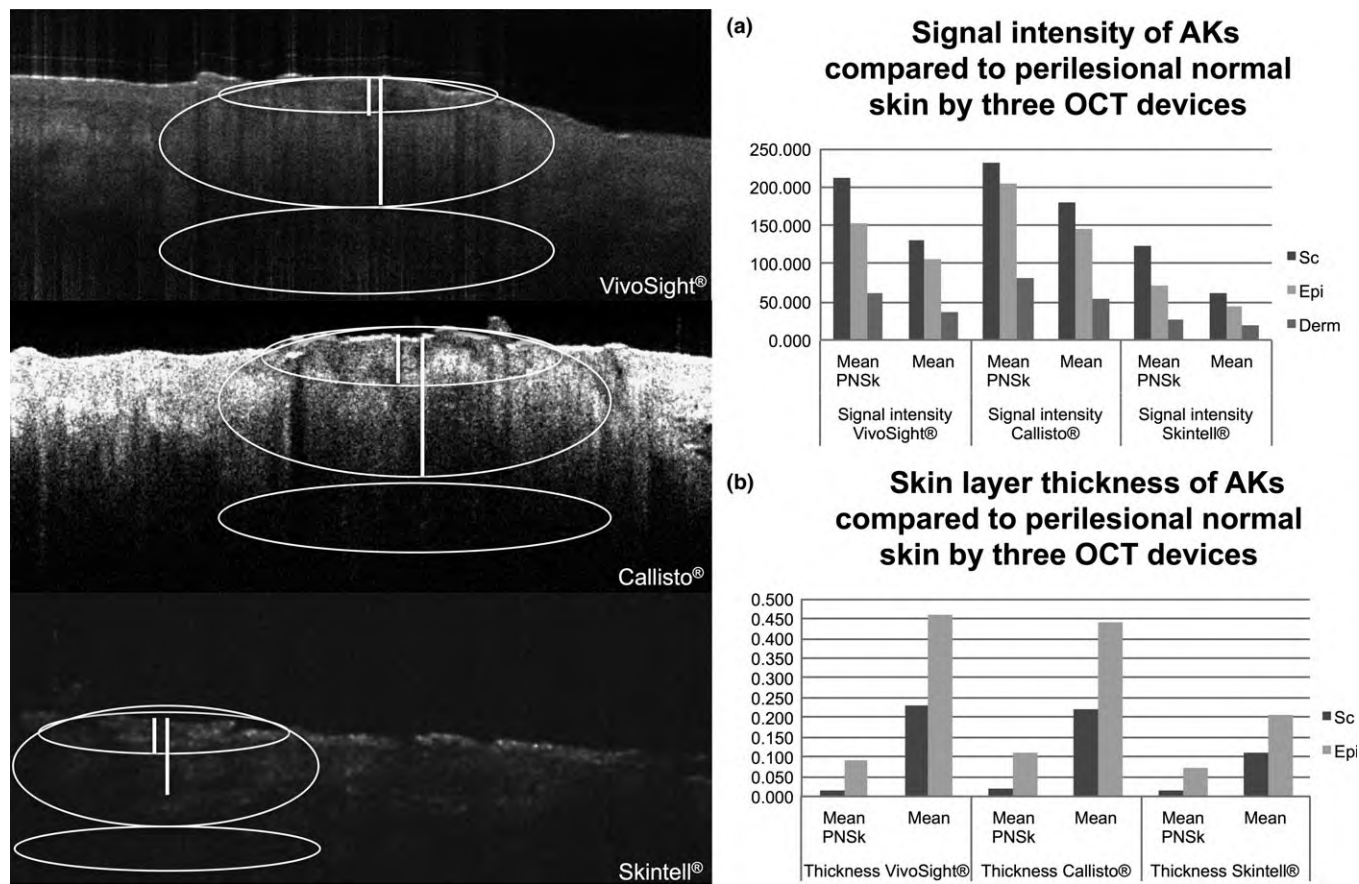 VivoSight®
Callisto®
Skintell®
(a)
Signal intensity of AKs
compared to perilesional normal
skin by three OCT devices
250.000
200.000
150.000
100.000
50.000
0.000
Sc
Epi
Derm
Mean PNSk
Mean
Mean PNSk
Mean
Mean PNSk
Mean
Signal intensity VivoSight®
Signal intensity Callisto®
Signal intensity Skintell®
(b)
Skin layer thickness of AKs
compared to perilesional normal
skin by three OCT devices
0.500
0.450
0.400
0.350
0.300
0.250
0.200
0.150
0.100
0.050
0.000
Sc
Epi
Mean PNSk
Mean
Mean PNSk
Mean
Mean PNSk
Mean
Thickness VivoSight®
Thickness Callisto®
Thickness Skintell®